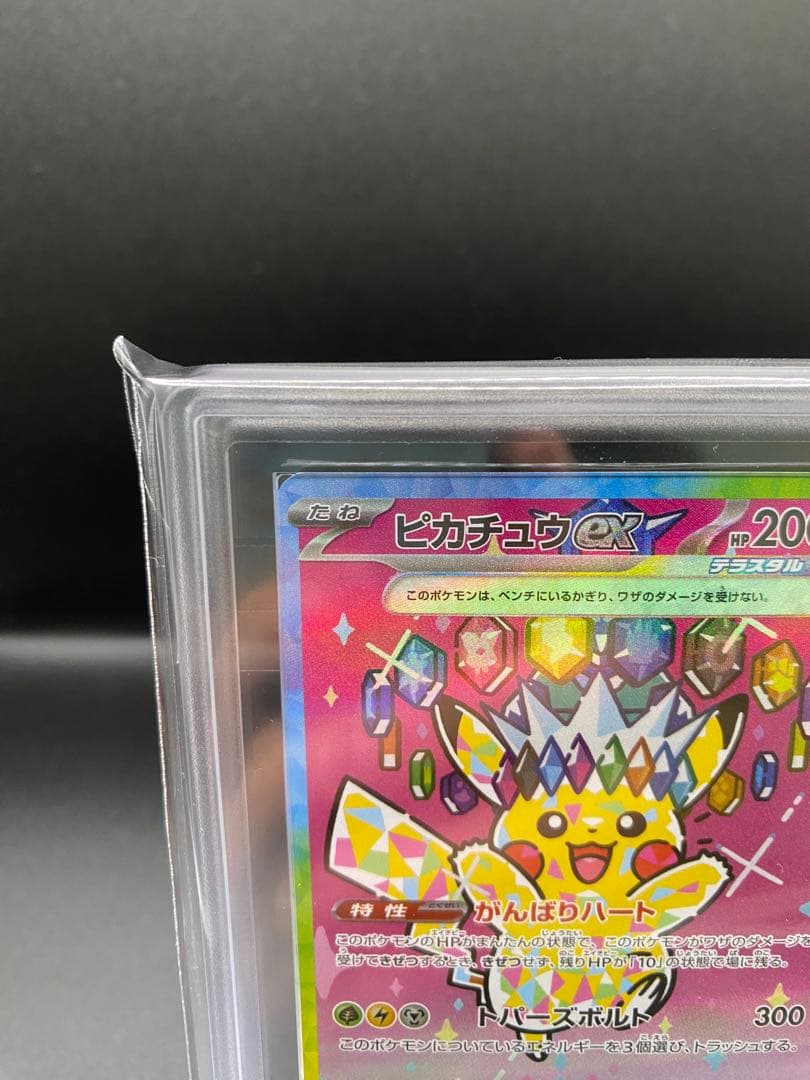 たね ピカチュウex HP200
テラスタル
このポケモンは、ベンチにいるかぎり、ワザのダメージを受けない。
特性 がんばりハート
このポケモンのHPがまんたんの状態で、このポケモンがワザのダメージを
受けてきぜつするとき、きぜつせず、残りHPが「10」の状態で場に残る。
トパーズボルト 300
このポケモンについているエネルギーを3個選び、トラッシュする。